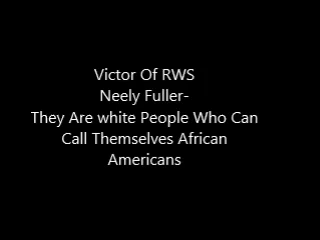 Victor Of RWS
Neely Fuller-
They Are white People Who Can
Call Themselves African
Americans